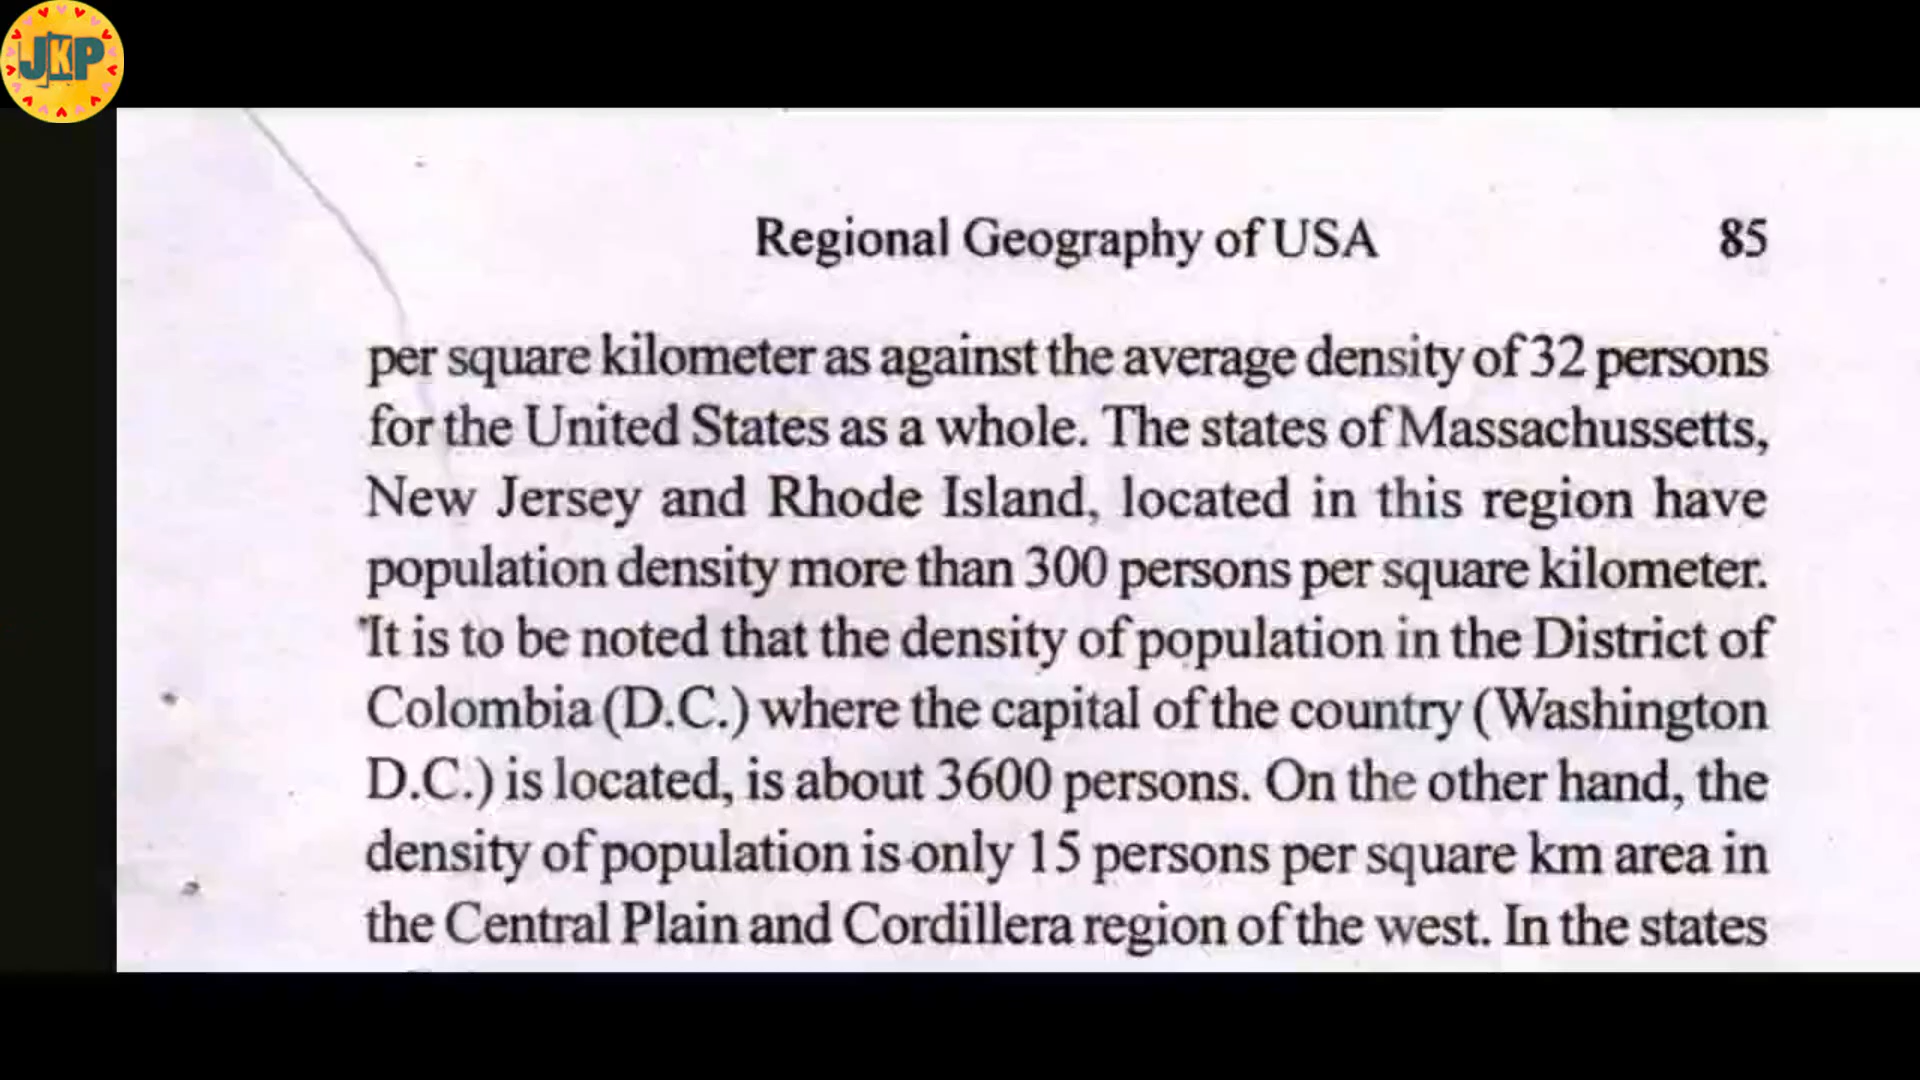 JKP
Regional Geography of USA 85
per square kilometer as against the average density of 32 persons
for the United States as a whole. The states of Massachussetts,
New Jersey and Rhode Island, located in this region have
population density more than 300 persons per square kilometer.
It is to be noted that the density of population in the District of
Colombia (D.C.) where the capital of the country (Washington
D.C.) is located, is about 3600 persons. On the other hand, the
density of population is only 15 persons per square km area in
the Central Plain and Cordillera region of the west. In the states